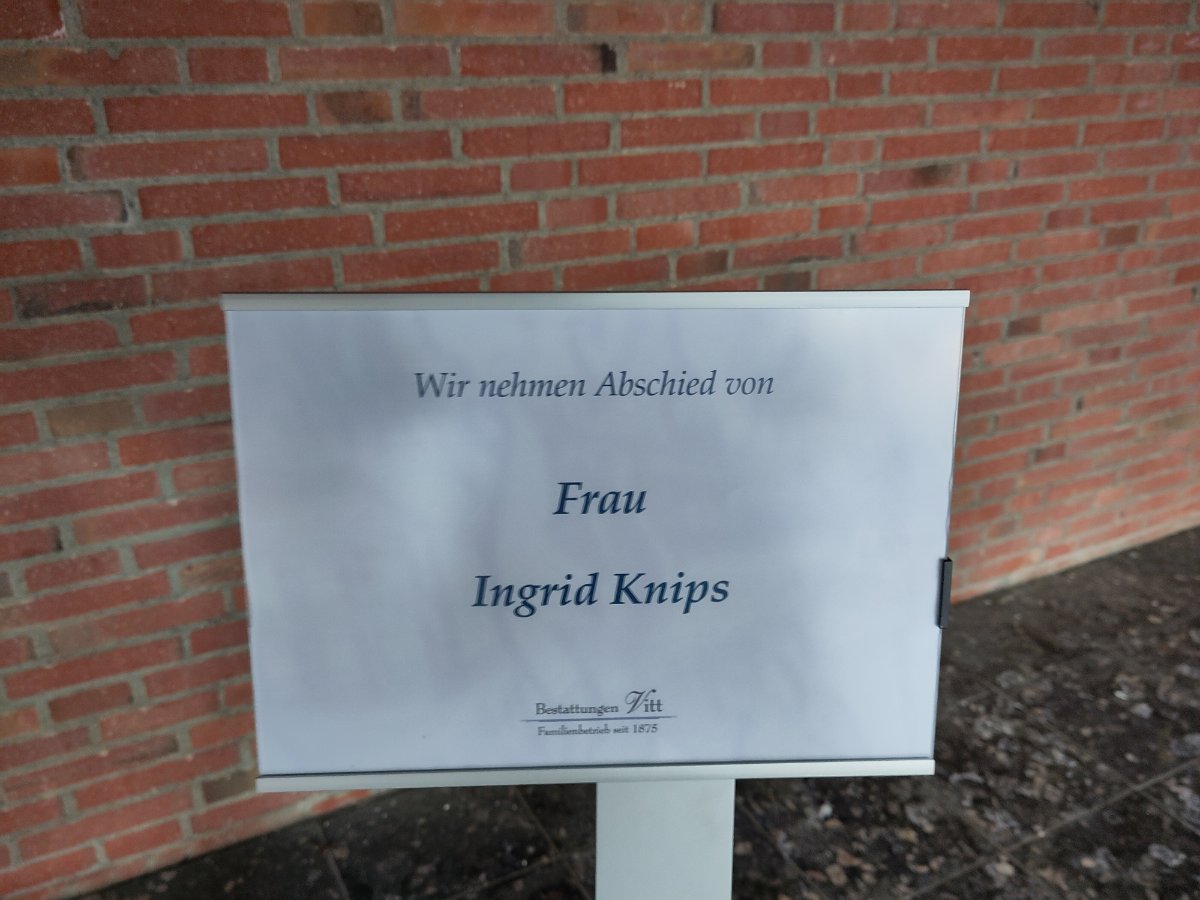 Wir nehmen Abschied von
Frau
Ingrid Knips
Bestattungen Vitt
Familienbetrieb seit 1875